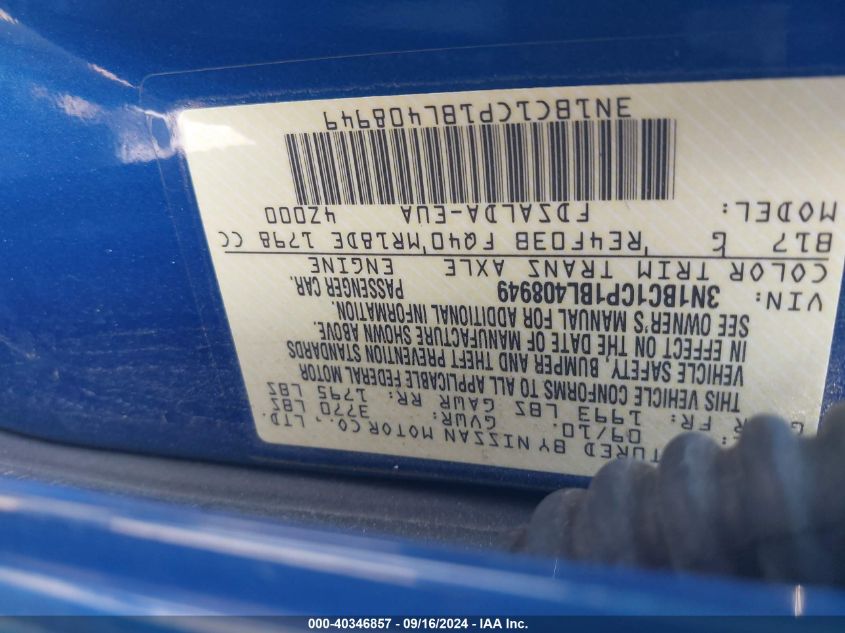 TURED BY NISSAN MOTOR CO., LTD.
09/10 GVWR: 3770 LBS
R FR: 1993 LBS GAWR RR: 1795 LBS
THIS VEHICLE CONFORMS TO ALL APPLICABLE FEDERAL MOTOR
VEHICLE SAFETY, BUMPER AND THEFT PREVENTION STANDARDS
IN EFFECT ON THE DATE OF MANUFACTURE SHOWN ABOVE.
SEE OWNER'S MANUAL FOR ADDITIONAL INFORMATION.
VIN: 3N1BC1CP1BL408949 PASSENGER CAR.
COLOR TRIM TRANS AXLE ENGINE
B17 G RE4F03B FQ40 MR18DE 1798 CC
MODEL: FDSALDA-EUA 42000
3N1BC1CP1BL408949
000-40346857 - 09/16/2024 - IAA Inc.